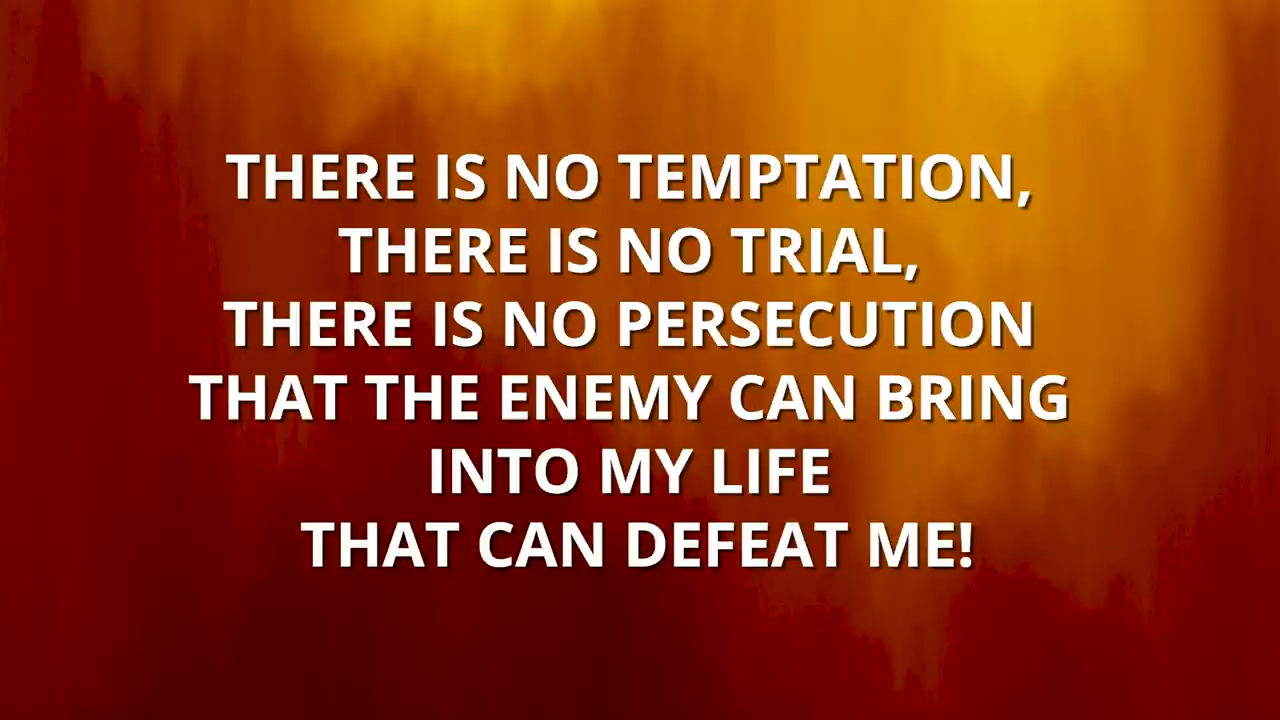 THERE IS NO TEMPTATION,
THERE IS NO TRIAL,
THERE IS NO PERSECUTION
THAT THE ENEMY CAN BRING
INTO MY LIFE
THAT CAN DEFEAT ME!